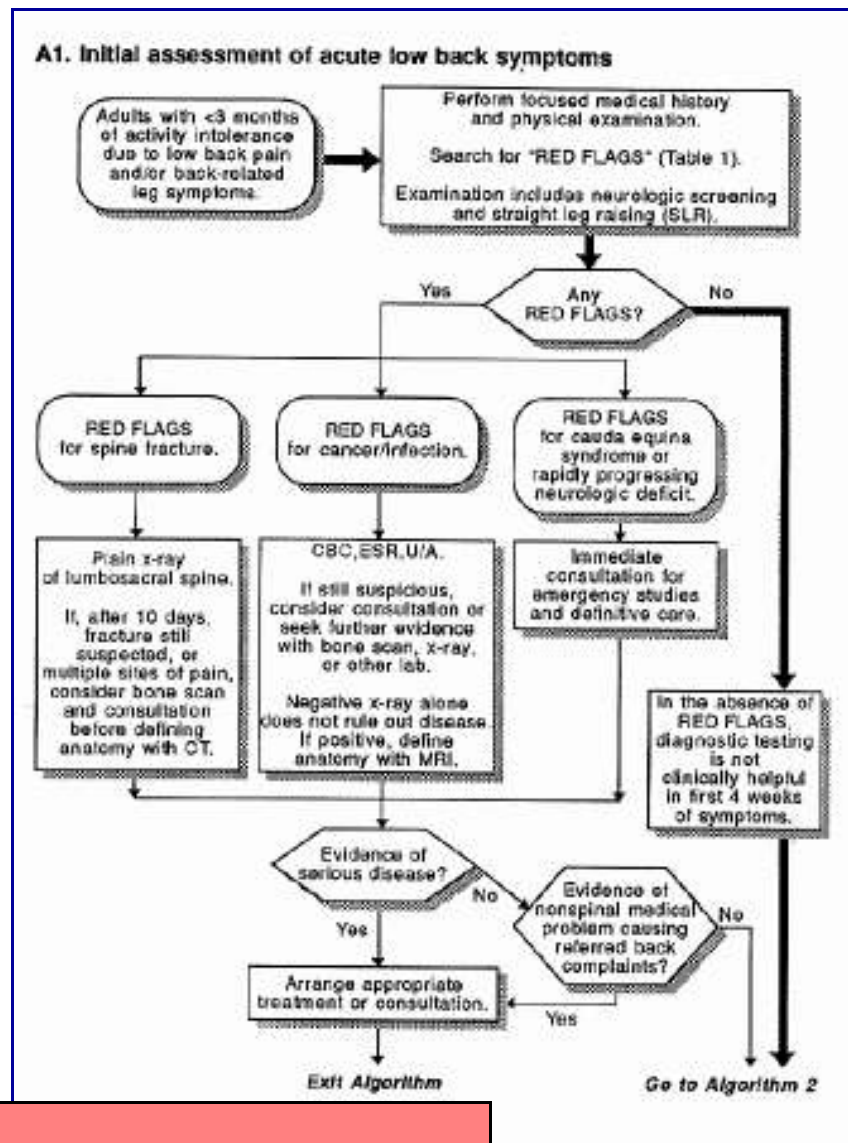 A1. Initial assessment of acute low back symptoms
Adults with <3 months
of activity intolerance
due to low back pain
and/or back-related
leg symptoms.
Perform focused medical history
and physical examination.
Search for "RED FLAGS" (Table 1).
Examination includes neurologic screening
and straight leg raising (SLR).
Any
RED FLAGS?
Yes
No
RED FLAGS
for spine fracture.
RED FLAGS
for cancer/infection.
RED FLAGS
for cauda equina
syndrome or
rapidly progressing
neurologic deficit.
Plain x-ray
of lumbosacral spine.
If, after 10 days,
fracture still
suspected, or
multiple sites of pain,
consider bone scan
and consultation
before defining
anatomy with CT.
CBC, ESR, U/A.
If still suspicious,
consider consultation or
seek further evidence
with bone scan, x-ray,
or other lab.
Negative x-ray alone
does not rule out disease.
If positive, define
anatomy with MRI.
Immediate
consultation for
emergency studies
and definitive care.
In the absence of
RED FLAGS,
diagnostic testing
is not
clinically helpful
in first 4 weeks
of symptoms.
Evidence of
serious disease?
No
Yes
Evidence of
nonspinal medical
problem causing
referred back
complaints?
No
Yes
Arrange appropriate
treatment or consultation.
Exit Algorithm
Go to Algorithm 2